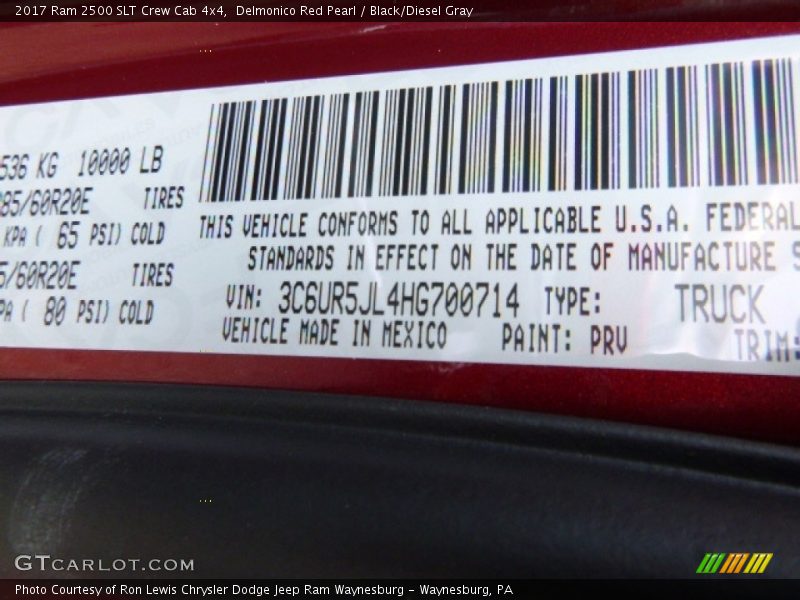 2017 Ram 2500 SLT Crew Cab 4x4, Delmonico Red Pearl / Black/Diesel Gray
536 KG 10000 LB
285/60R20E TIRES
KPA ( 65 PSI) COLD
5/60R20E TIRES
PA ( 80 PSI) COLD
THIS VEHICLE CONFORMS TO ALL APPLICABLE U.S.A. FEDERAL
STANDARDS IN EFFECT ON THE DATE OF MANUFACTURE S
VIN: 3C6UR5JL4HG700714 TYPE: TRUCK
VEHICLE MADE IN MEXICO PAINT: PRV TRIM:
GTCARLOT.COM
Photo Courtesy of Ron Lewis Chrysler Dodge Jeep Ram Waynesburg - Waynesburg, PA